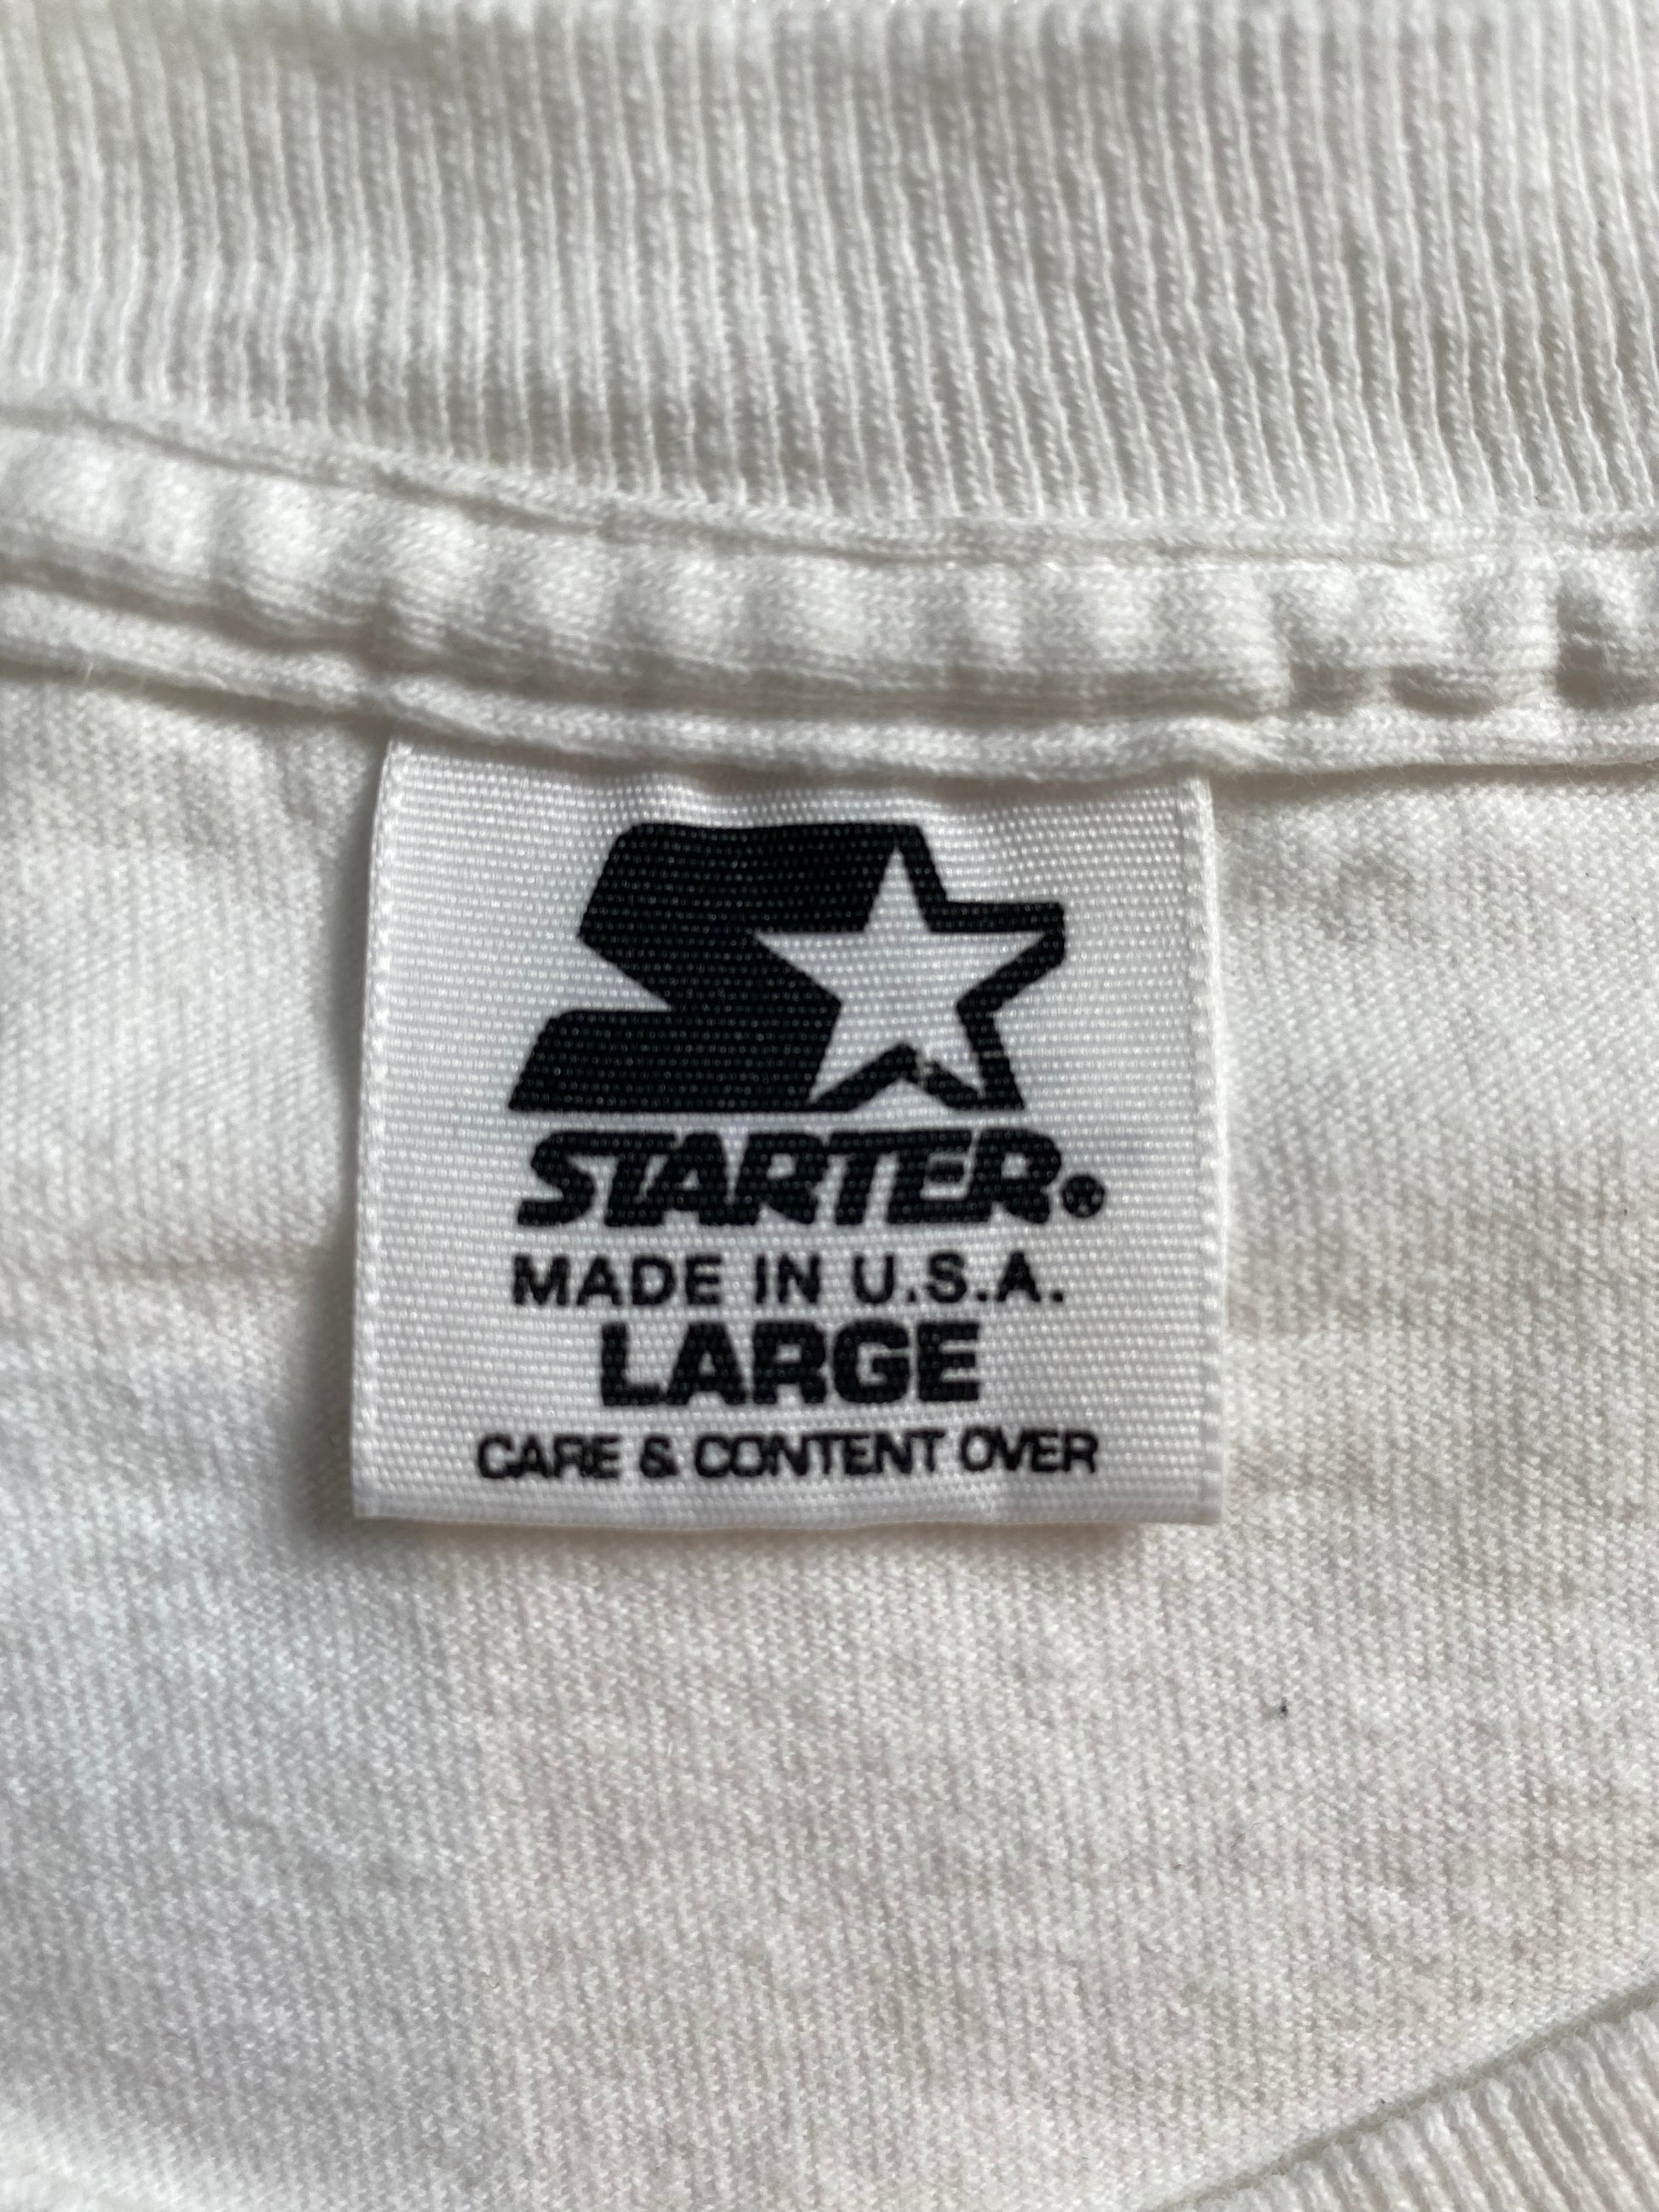 STARTER®
MADE IN U.S.A.
LARGE
CARE & CONTENT OVER